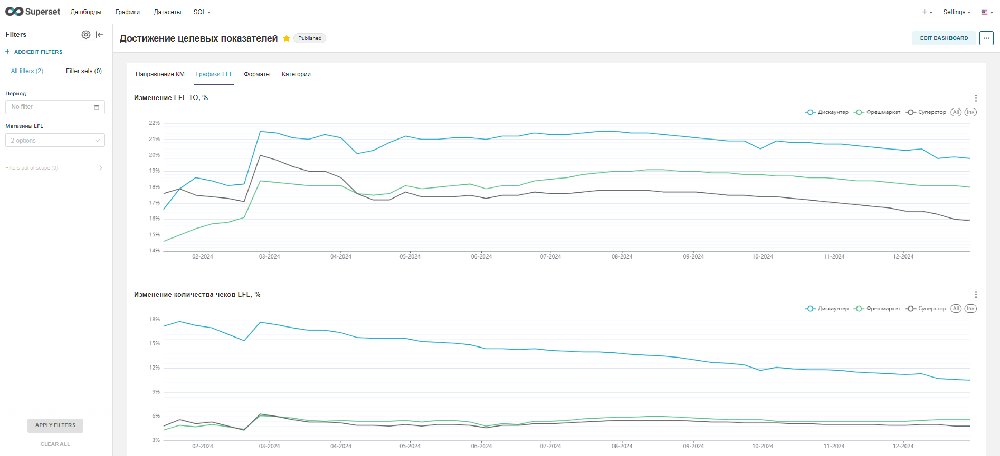 Superset Дашборды Графики Датасеты SQL Settings
Filters
ADD/EDIT FILTERS
All filters (2) Filter sets (0)
Период
No filter
Магазины LFL
2 options
Filters out of scope (0)
APPLY FILTERS
CLEAR ALL
Достижение целевых показателей Published EDIT DASHBOARD ...
Направление КМ Графики LFL Форматы Категории
Изменение LFL ТО, %
Дискаунтер Фрешмаркет Суперстор All Inv
22%
21%
20%
19%
18%
17%
16%
15%
14%
02-2024 03-2024 04-2024 05-2024 06-2024 07-2024 08-2024 09-2024 10-2024 11-2024 12-2024
Изменение количества чеков LFL, %
Дискаунтер Фрешмаркет Суперстор All Inv
18%
15%
12%
9%
6%
3%
02-2024 03-2024 04-2024 05-2024 06-2024 07-2024 08-2024 09-2024 10-2024 11-2024 12-2024